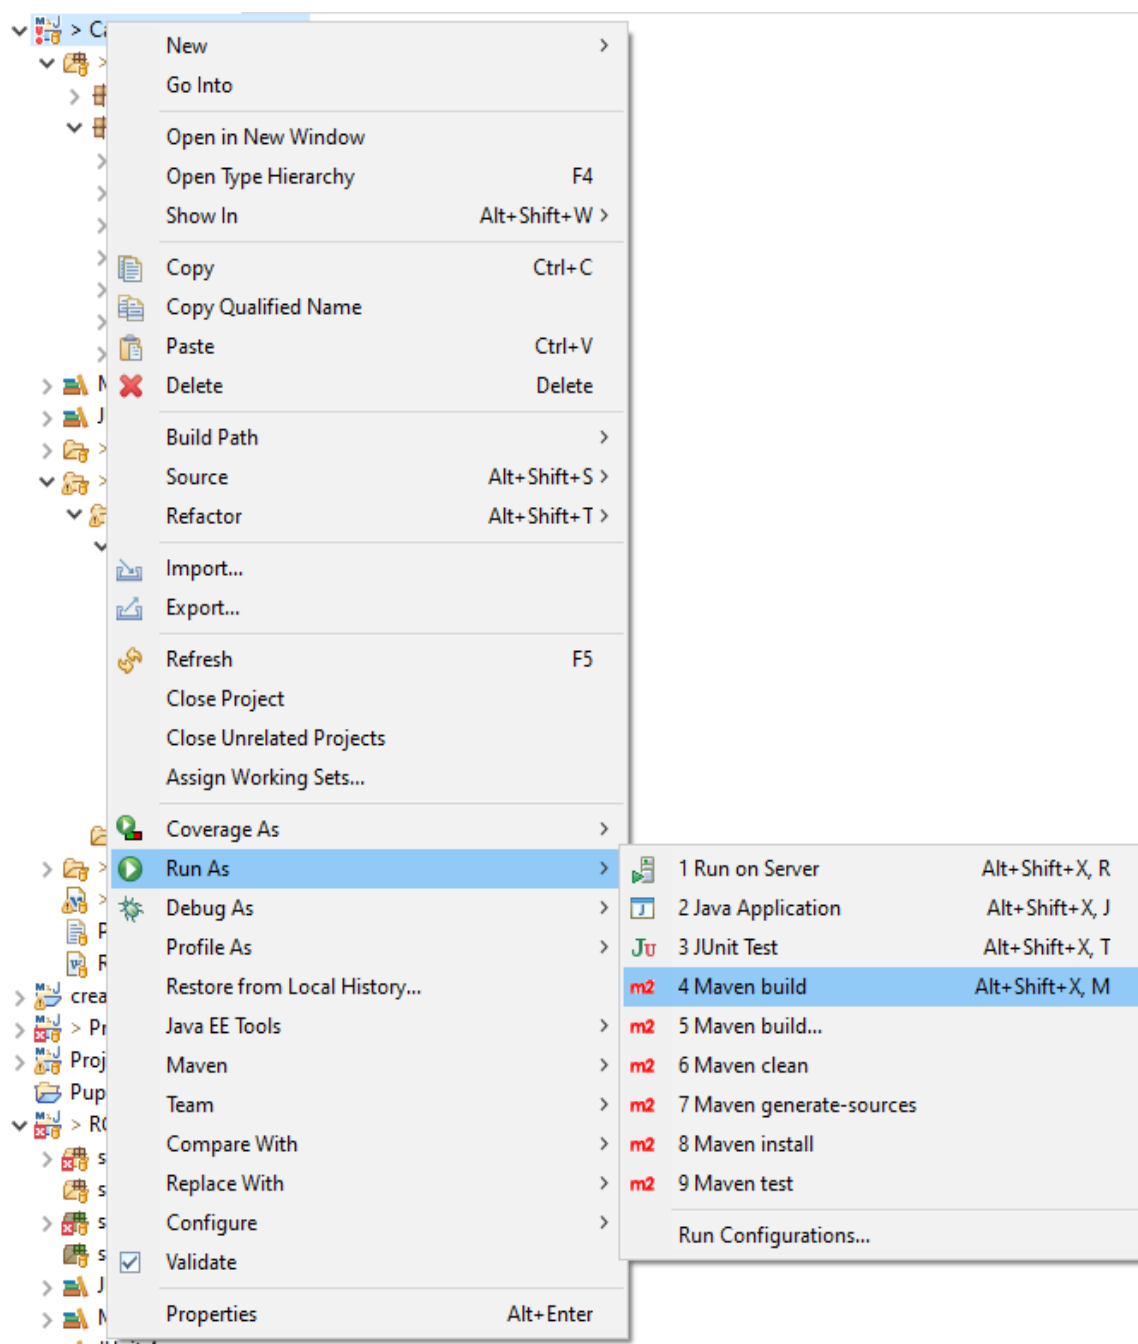 New
Go Into
Open in New Window
Open Type Hierarchy F4
Show In Alt+Shift+W >
Copy Ctrl+C
Copy Qualified Name
Paste Ctrl+V
Delete Delete
Build Path
Source Alt+Shift+S >
Refactor Alt+Shift+T >
Import...
Export...
Refresh F5
Close Project
Close Unrelated Projects
Assign Working Sets...
Coverage As
Run As
Debug As
Profile As
Restore from Local History...
Java EE Tools
Maven
Team
Compare With
Replace With
Configure
Validate
Properties Alt+Enter
1 Run on Server Alt+Shift+X, R
2 Java Application Alt+Shift+X, J
JU 3 JUnit Test Alt+Shift+X, T
m2 4 Maven build Alt+Shift+X, M
m2 5 Maven build...
m2 6 Maven clean
m2 7 Maven generate-sources
m2 8 Maven install
m2 9 Maven test
Run Configurations...